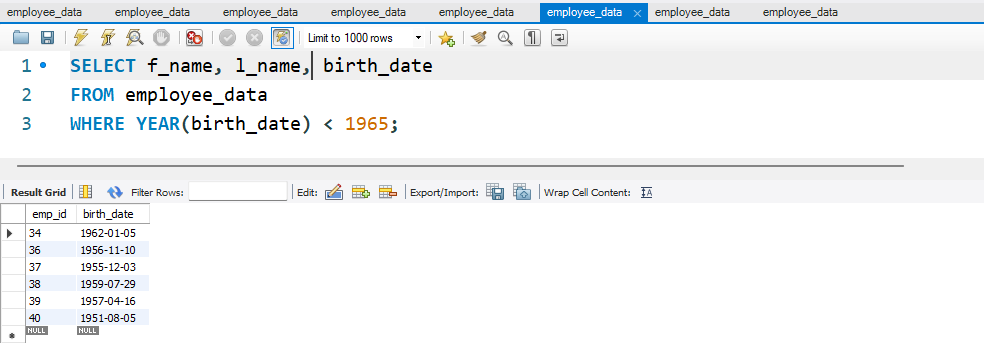 employee_data employee_data employee_data employee_data employee_data employee_data employee_data employee_data
Limit to 1000 rows
1 SELECT f_name, l_name, birth_date
2 FROM employee_data
3 WHERE YEAR(birth_date) < 1965;
Result Grid Filter Rows: Edit: Export/Import: Wrap Cell Content: IA
emp_id birth_date
34 1962-01-05
36 1956-11-10
37 1955-12-03
38 1959-07-29
39 1957-04-16
40 1951-08-05
NULL NULL